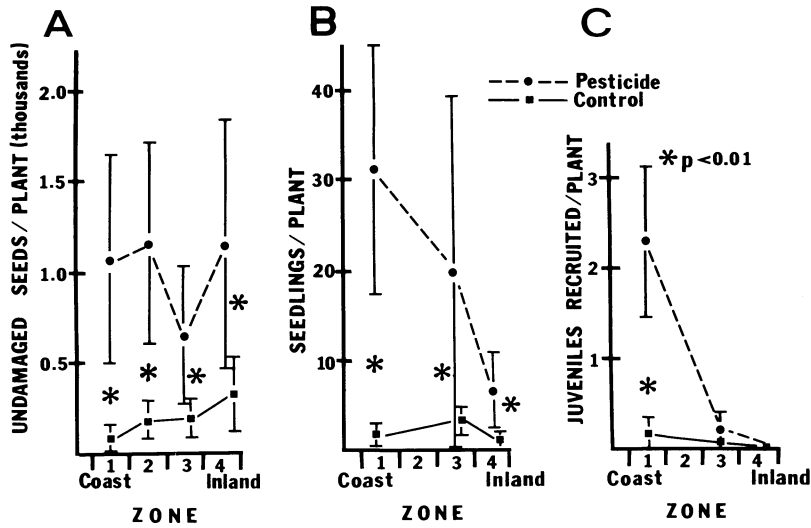 A
B
C
UNDAMAGED SEEDS / PLANT (thousands)
2.0
1.5
1.0
0.5
*
*
*
*
1 2 3 4
Coast Inland
ZONE
SEEDLINGS / PLANT
40
30
20
10
*
*
*
1 2 3 4
Coast Inland
ZONE
Pesticide
Control
JUVENILES RECRUITED/PLANT
* p <0.01
3
2
1
*
1 2 3 4
Coast Inland
ZONE